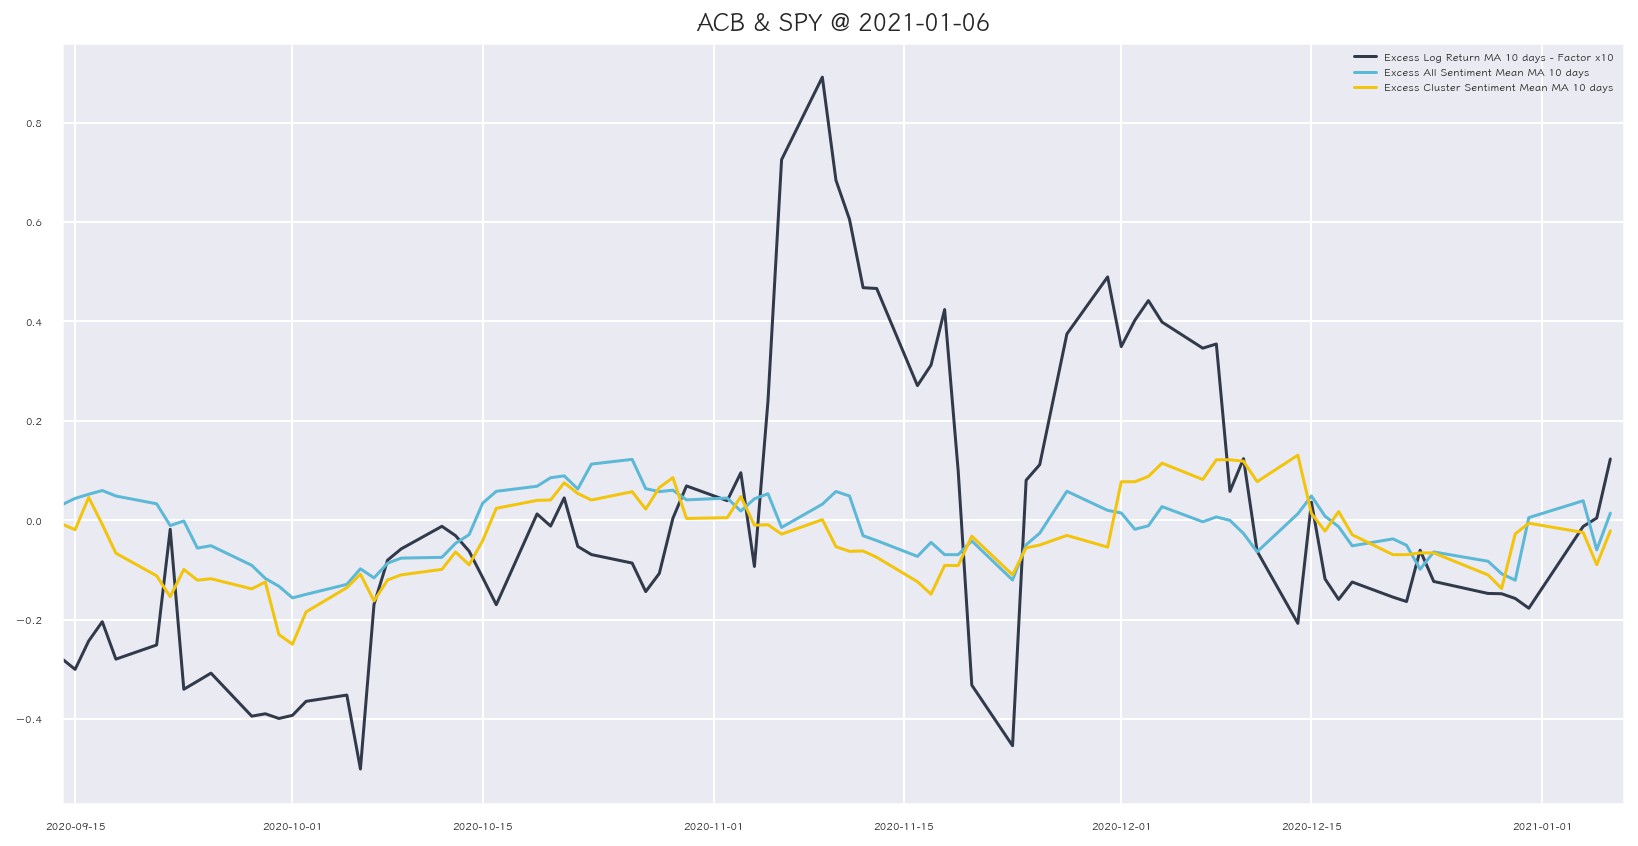 ACB & SPY @ 2021-01-06
Excess Log Return MA 10 days - Factor x10
Excess All Sentiment Mean MA 10 days
Excess Cluster Sentiment Mean MA 10 days
0.8
0.6
0.4
0.2
0.0
−0.2
−0.4
2020-09-15 2020-10-01 2020-10-15 2020-11-01 2020-11-15 2020-12-01 2020-12-15 2021-01-01